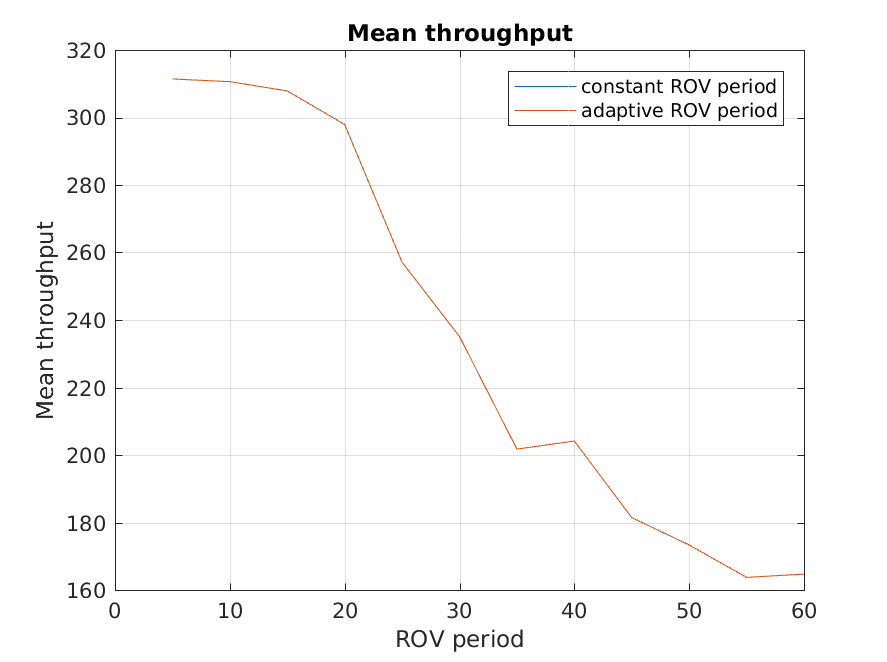 Mean throughput
320
300
280
260
240
220
200
180
160
Mean throughput
constant ROV period
adaptive ROV period
0 10 20 30 40 50 60
ROV period